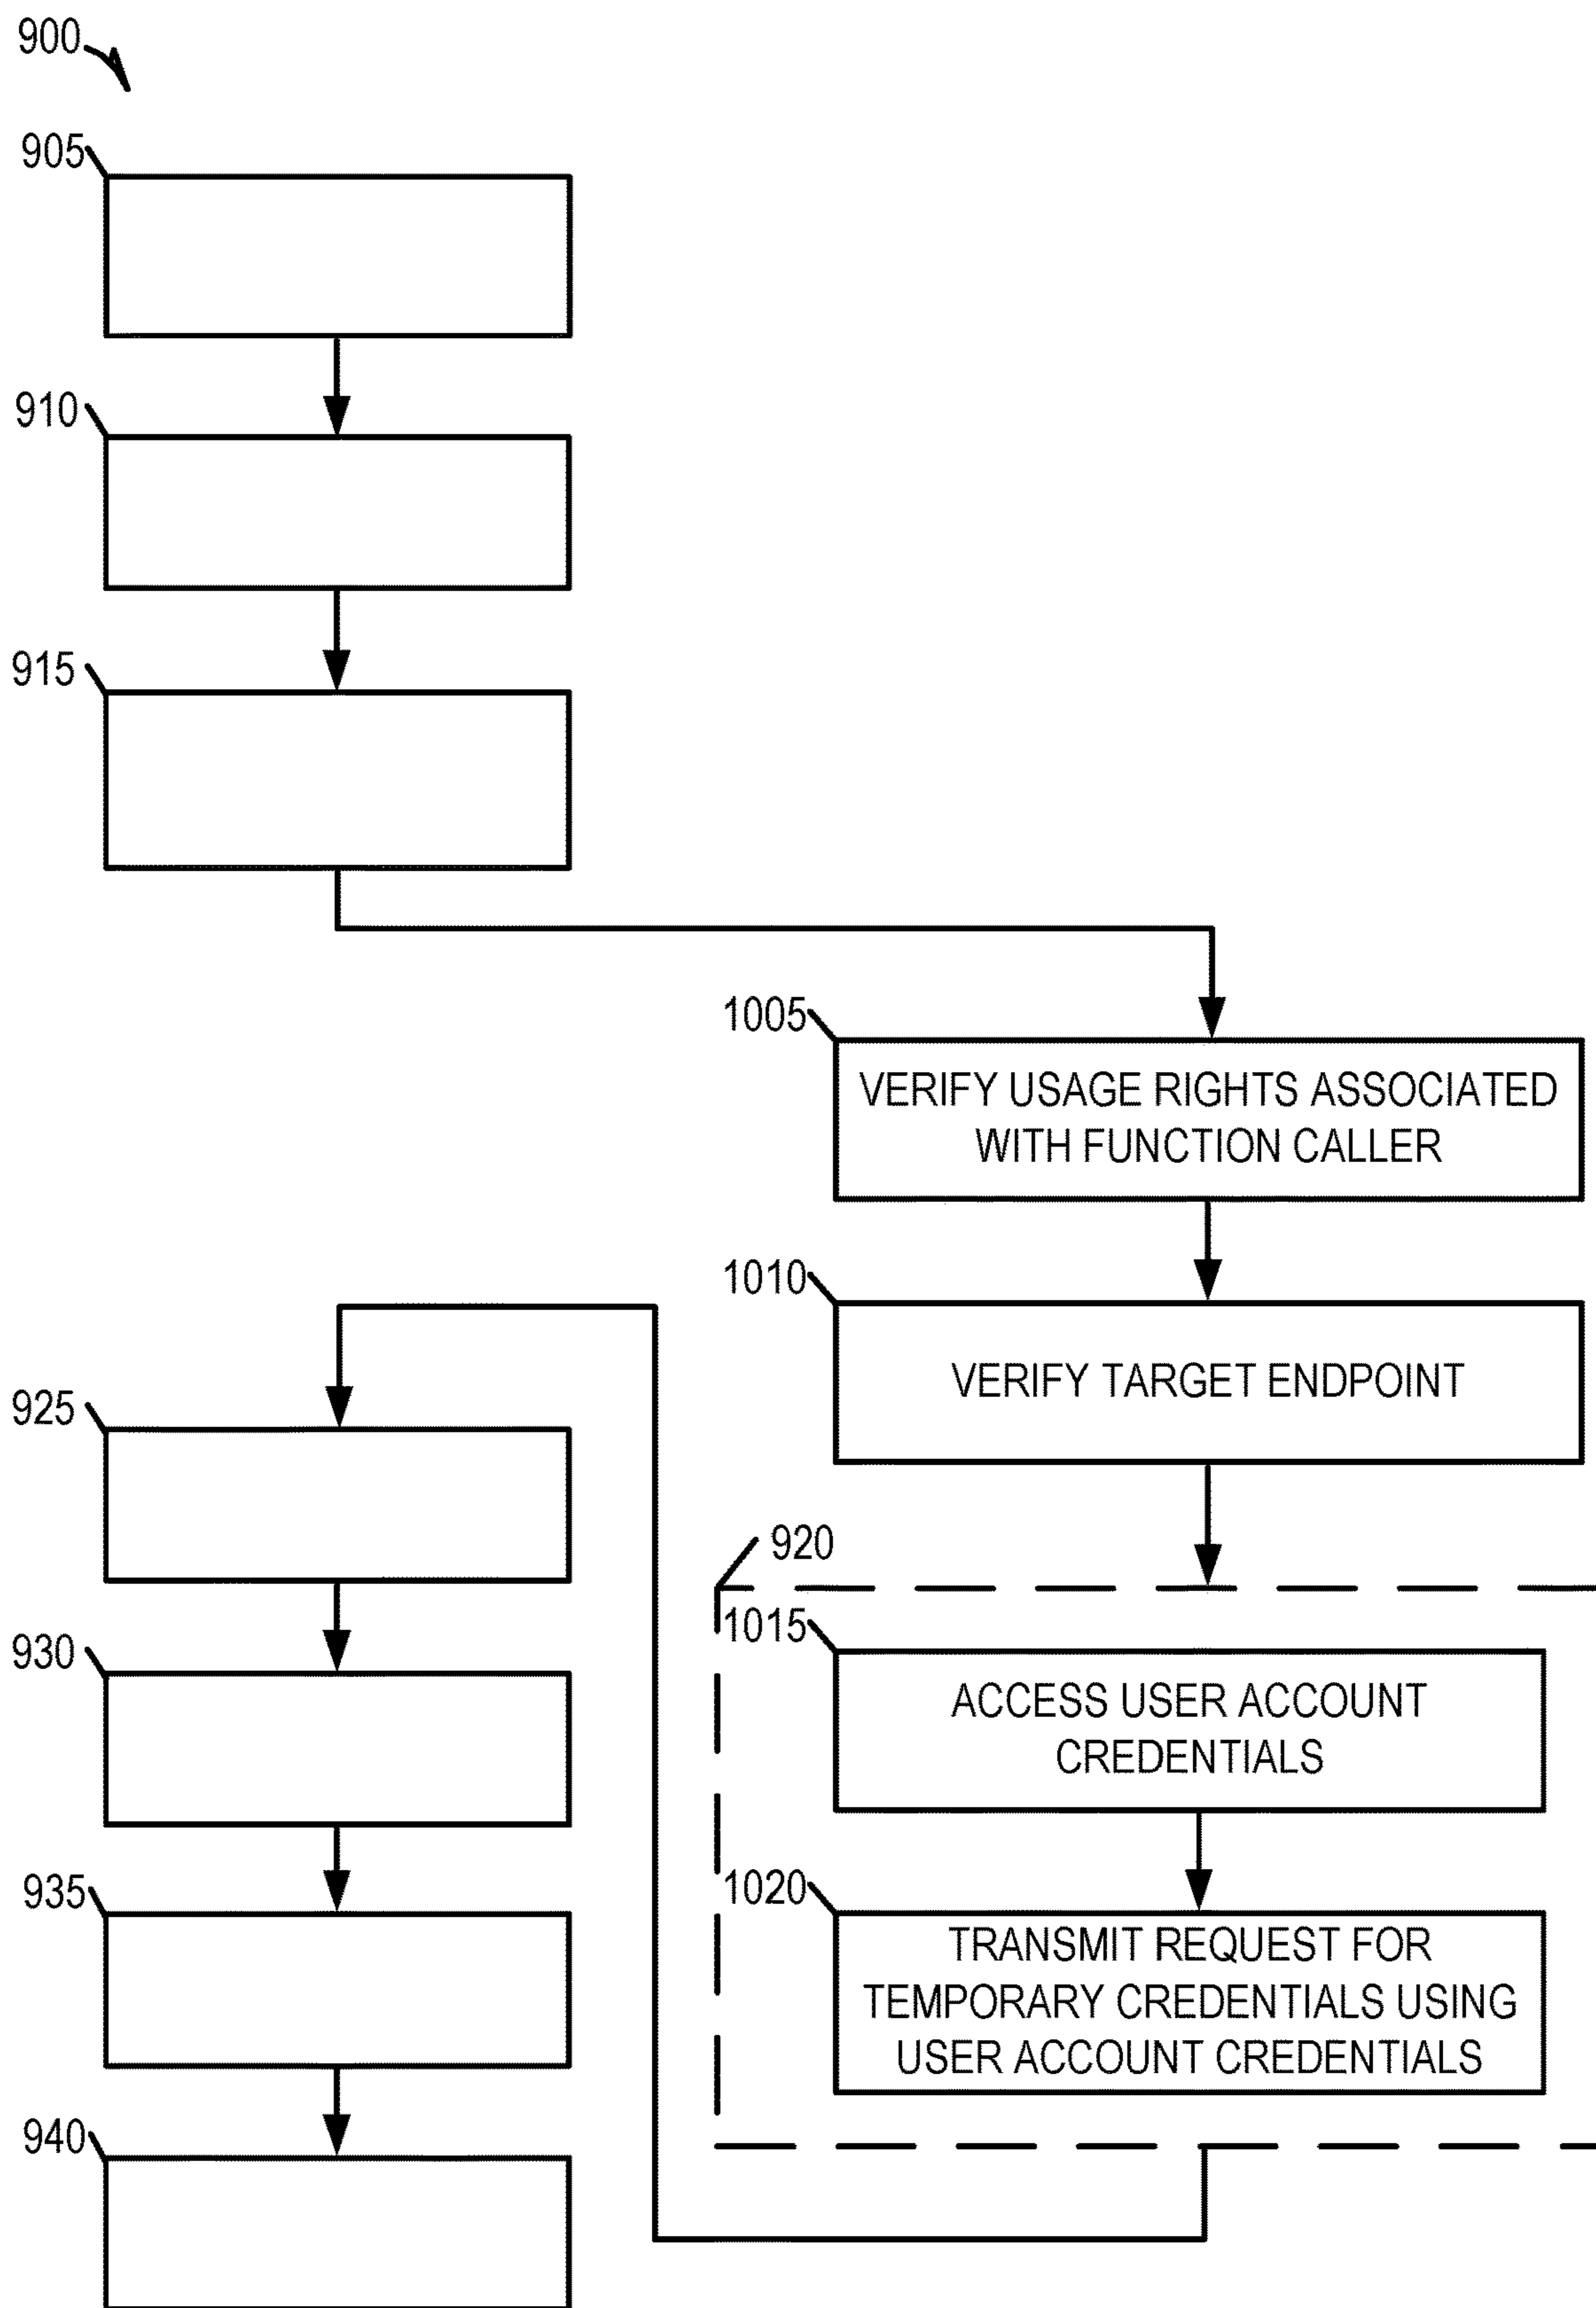 900
905
910
915
1005
VERIFY USAGE RIGHTS ASSOCIATED
WITH FUNCTION CALLER
1010
VERIFY TARGET ENDPOINT
925
920
1015
ACCESS USER ACCOUNT
CREDENTIALS
930
1020
TRANSMIT REQUEST FOR
TEMPORARY CREDENTIALS USING
USER ACCOUNT CREDENTIALS
935
940